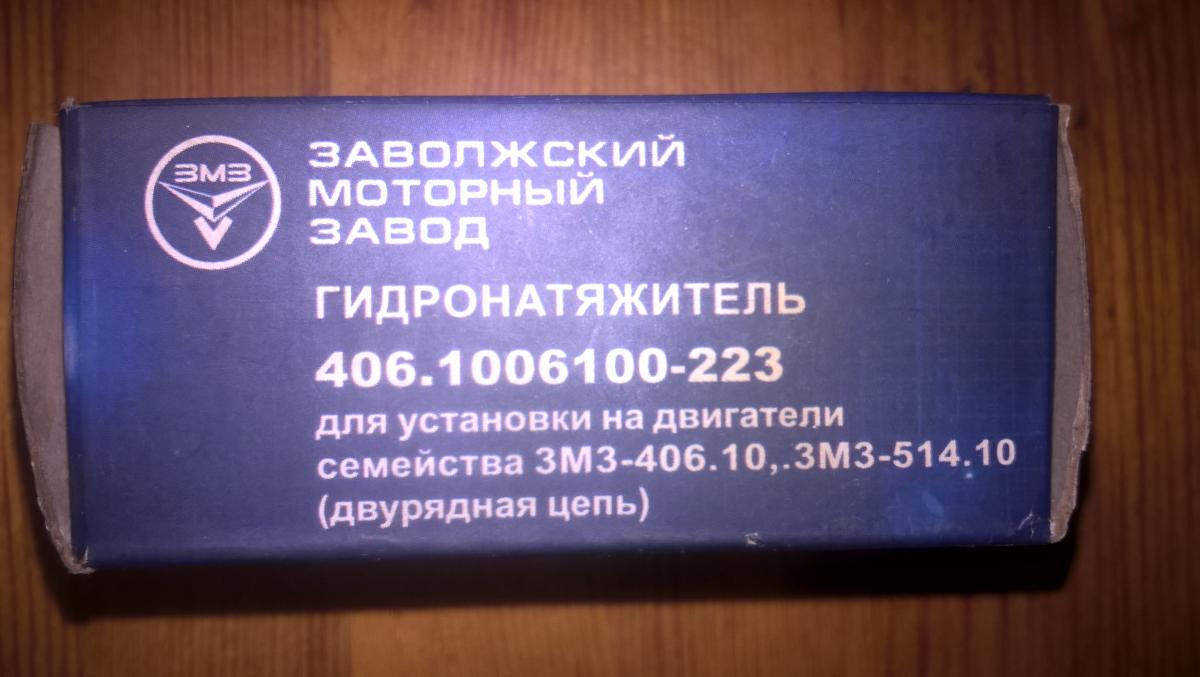 ЗМЗ
ЗАВОЛЖСКИЙ
МОТОРНЫЙ
ЗАВОД
ГИДРОНАТЯЖИТЕЛЬ
406.1006100-223
для установки на двигатели
семейства ЗМЗ-406.10,.ЗМЗ-514.10
(двурядная цепь)